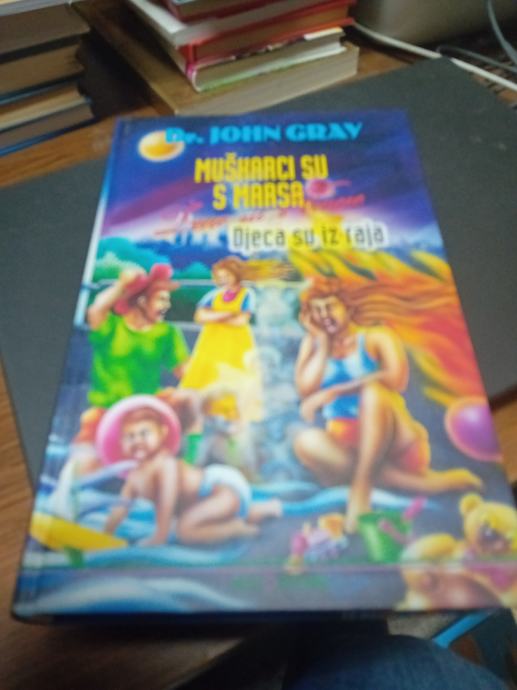 Dr. JOHN GRAY
MUŠKARCI SU
S MARSA,
Djeca su iz raja